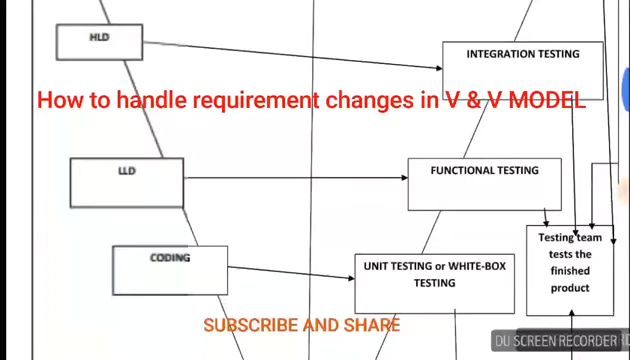 HLD
INTEGRATION TESTING
How to handle requirement changes in V & V MODEL
LLD
FUNCTIONAL TESTING
Testing team
tests the
finished
product
CODING
UNIT TESTING or WHITE-BOX
TESTING
SUBSCRIBE AND SHARE
DU SCREEN RECORDER